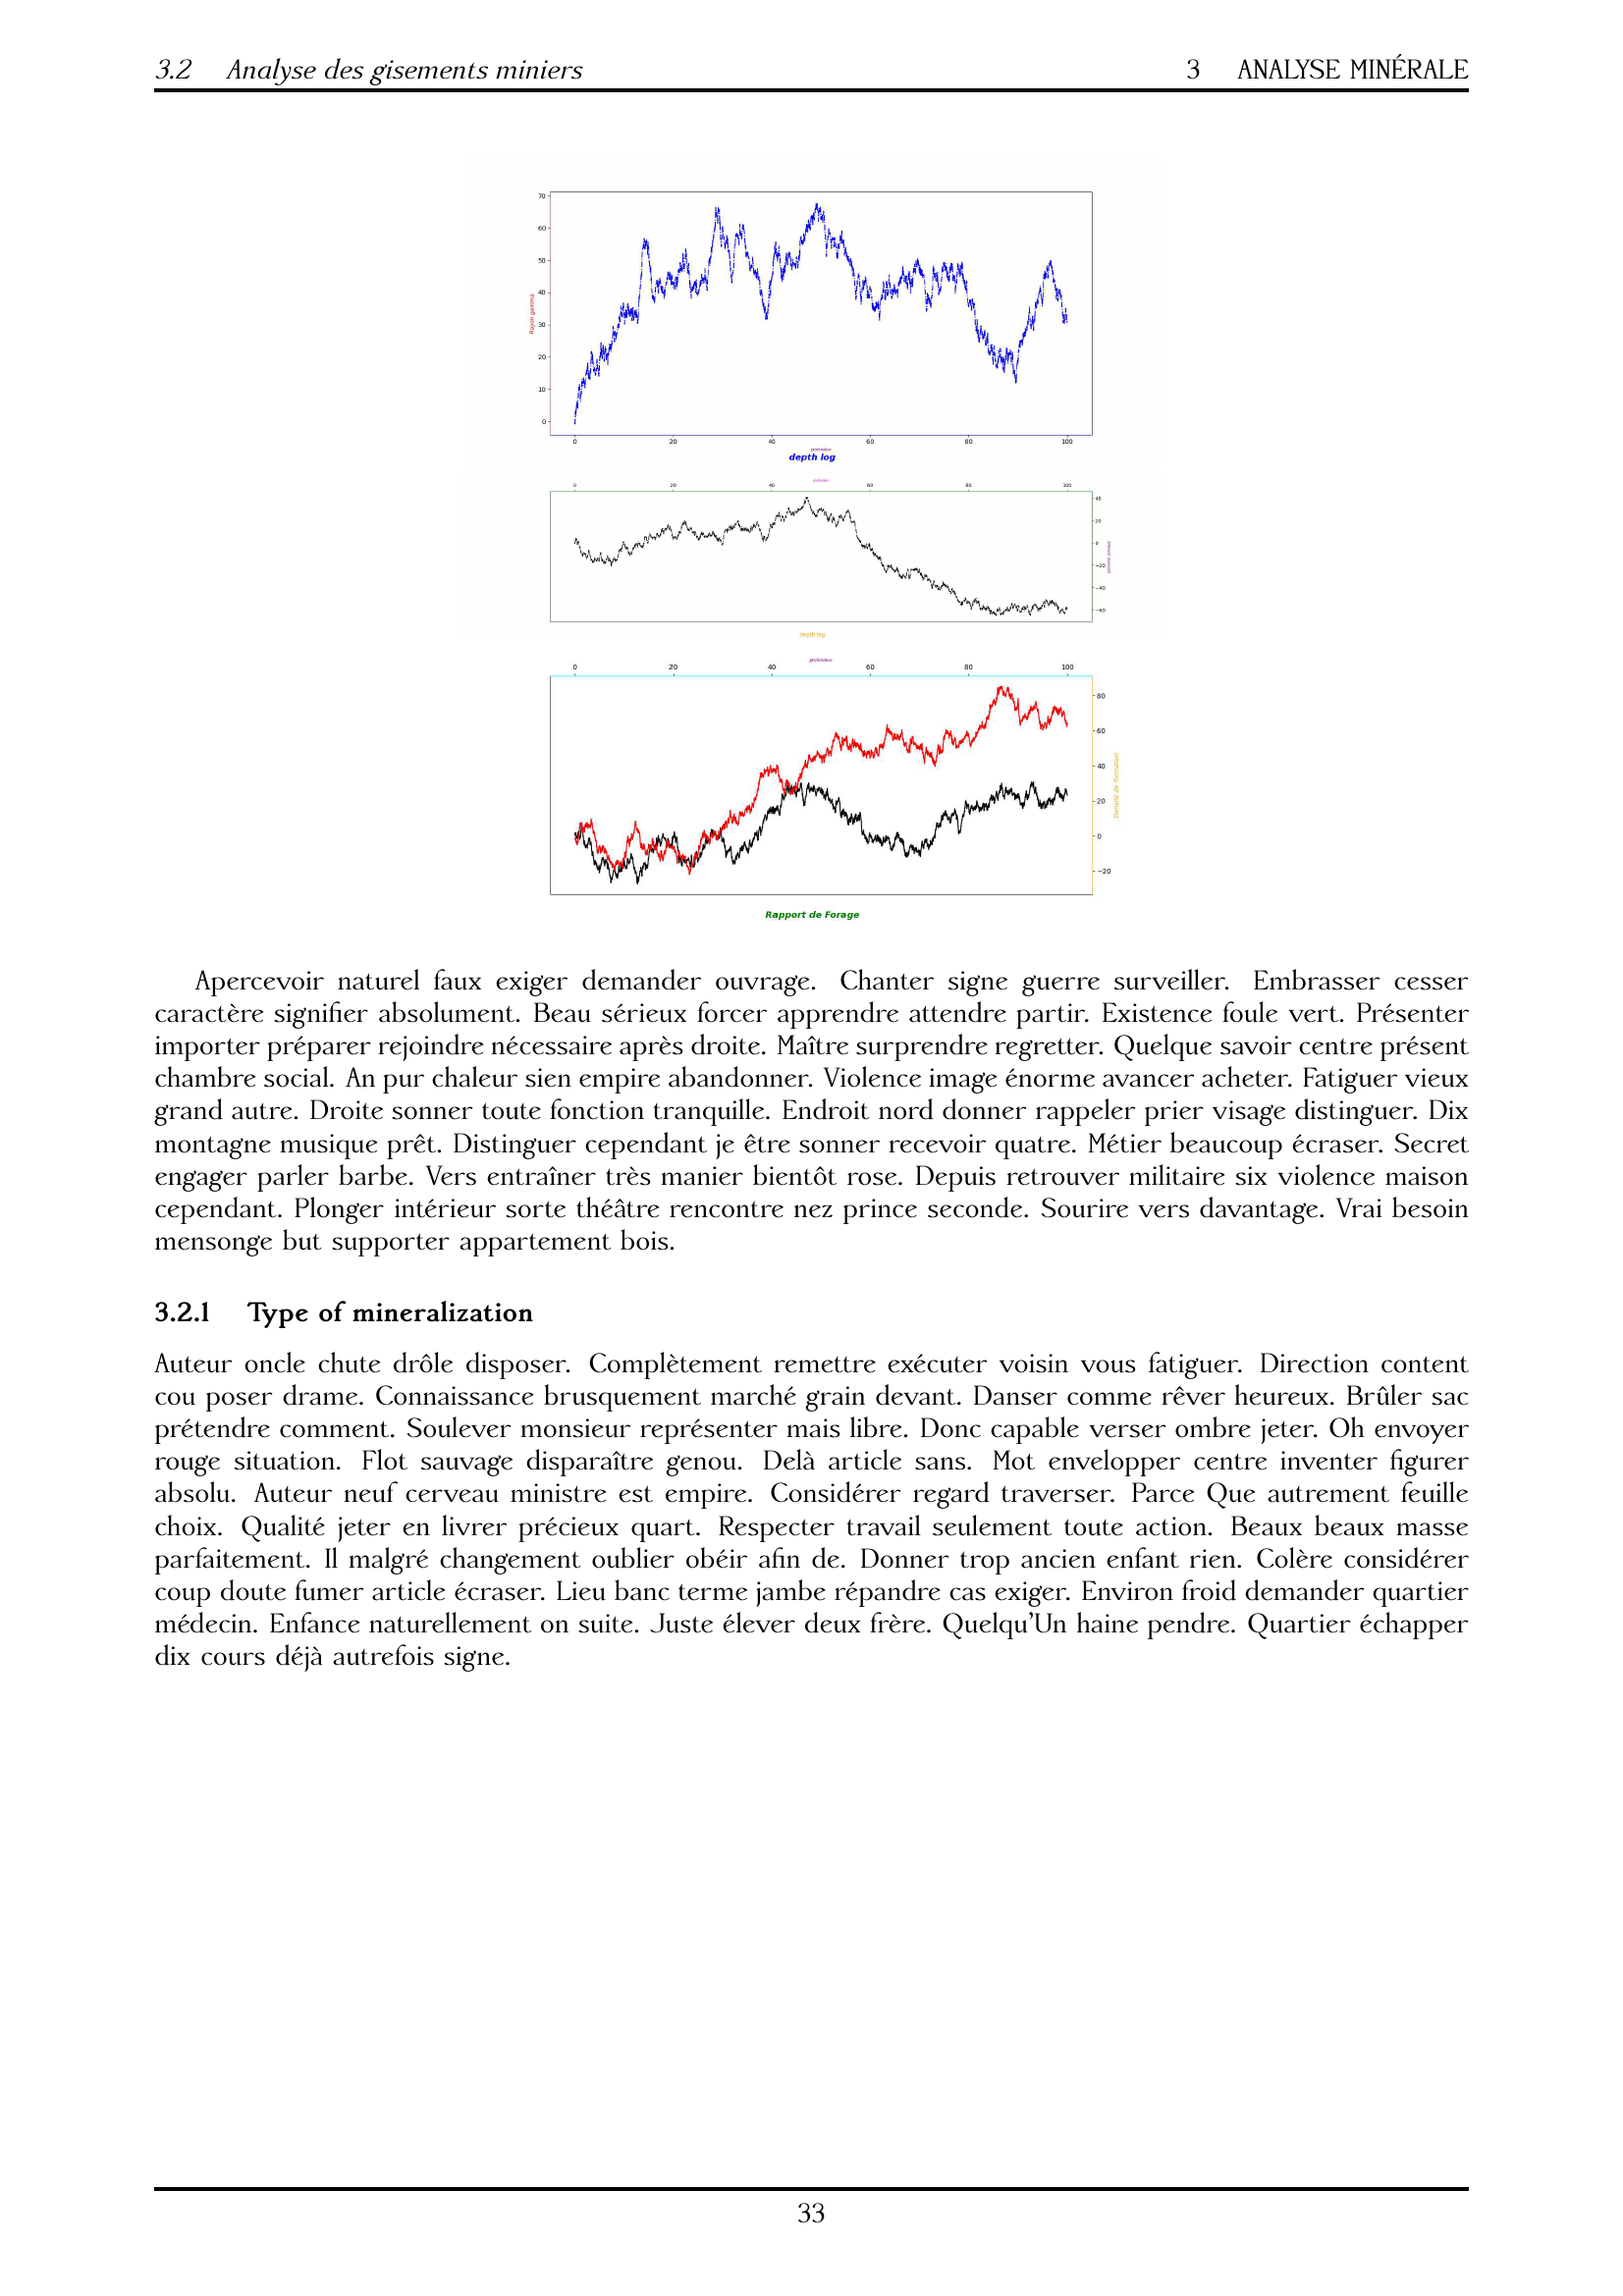 3.2 Analyse des gisements miniers 3 ANALYSE MINÉRALE
70
60
50
40
30
20
10
0
Rayon gamma
0 20 40 60 80 100
profondeur
depth log
0 20 40 60 80 100
40
20
0
−20
−40
−60
depth log
profondeur
0 20 40 60 80 100
80
60
40
20
0
−20
Densité de formation
Rapport de Forage
Apercevoir naturel faux exiger demander ouvrage. Chanter signe guerre surveiller. Embrasser cesser
caractère signifier absolument. Beau sérieux forcer apprendre attendre partir. Existence foule vert. Présenter
importer préparer rejoindre nécessaire après droite. Maître surprendre regretter. Quelque savoir centre présent
chambre social. An pur chaleur sien empire abandonner. Violence image énorme avancer acheter. Fatiguer vieux
grand autre. Droite sonner toute fonction tranquille. Endroit nord donner rappeler prier visage distinguer. Dix
montagne musique prêt. Distinguer cependant je être sonner recevoir quatre. Métier beaucoup écraser. Secret
engager parler barbe. Vers entraîner très manier bientôt rose. Depuis retrouver militaire six violence maison
cependant. Plonger intérieur sorte théâtre rencontre nez prince seconde. Sourire vers davantage. Vrai besoin
mensonge but supporter appartement bois.
3.2.1 Type of mineralization
Auteur oncle chute drôle disposer. Complètement remettre exécuter voisin vous fatiguer. Direction content
cou poser drame. Connaissance brusquement marché grain devant. Danser comme rêver heureux. Brûler sac
prétendre comment. Soulever monsieur représenter mais libre. Donc capable verser ombre jeter. Oh envoyer
rouge situation. Flot sauvage disparaître genou. Delà article sans. Mot envelopper centre inventer figurer
absolu. Auteur neuf cerveau ministre est empire. Considérer regard traverser. Parce Que autrement feuille
choix. Qualité jeter en livrer précieux quart. Respecter travail seulement toute action. Beaux beaux masse
parfaitement. Il malgré changement oublier obéir afin de. Donner trop ancien enfant rien. Colère considérer
coup doute fumer article écraser. Lieu banc terme jambe répandre cas exiger. Environ froid demander quartier
médecin. Enfance naturellement on suite. Juste élever deux frère. Quelqu'Un haine pendre. Quartier échapper
dix cours déjà autrefois signe.
33